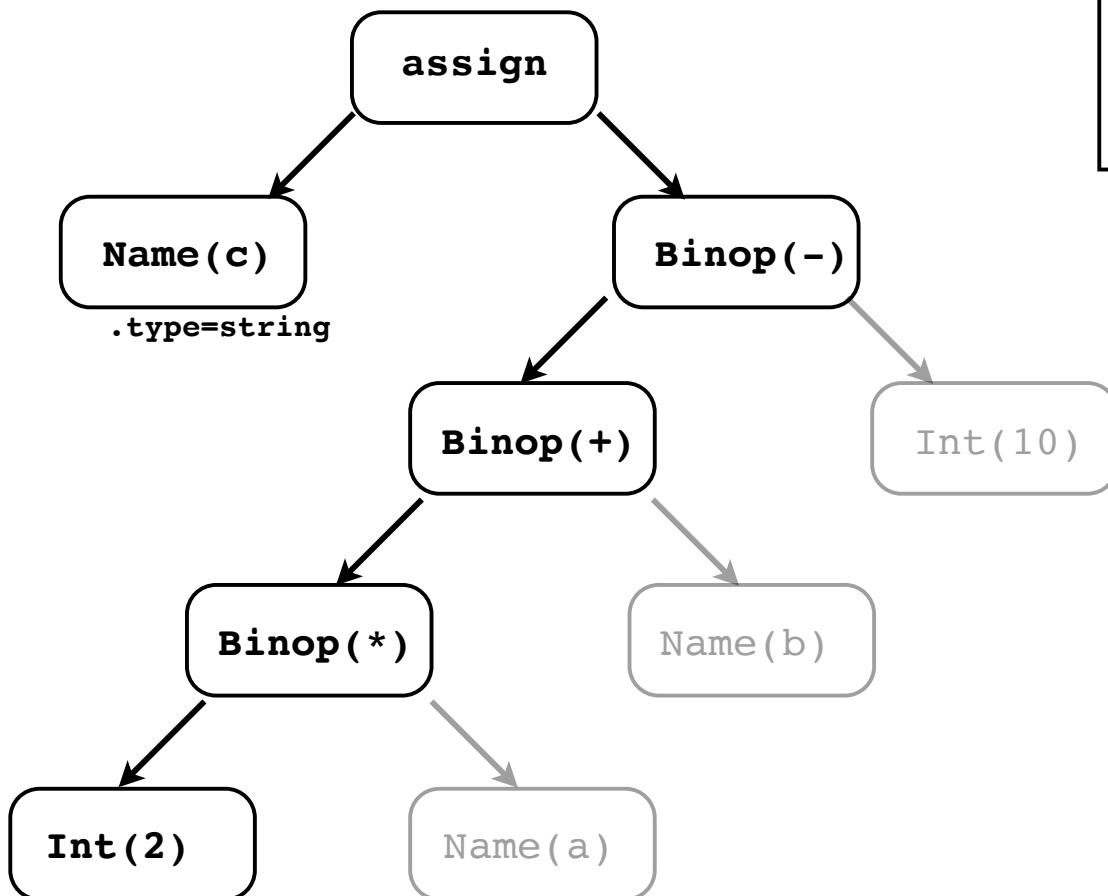 assign
Name(c)
Binop(-)
.type=string
Binop(+)
Int(10)
Binop(*)
Name(b)
Int(2)
Name(a)